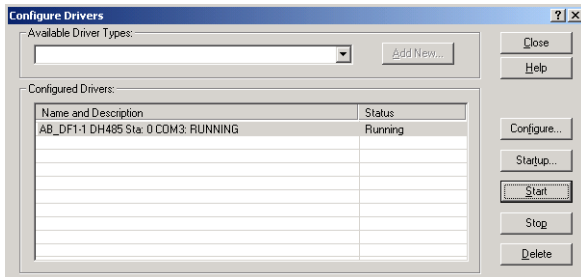 Configure Drivers
Available Driver Types:
Add New...
Close
Help
Configured Drivers:
Name and Description Status
AB_DF1-1 DH485 Sta: 0 COM3: RUNNING Running
Configure...
Startup...
Start
Stop
Delete